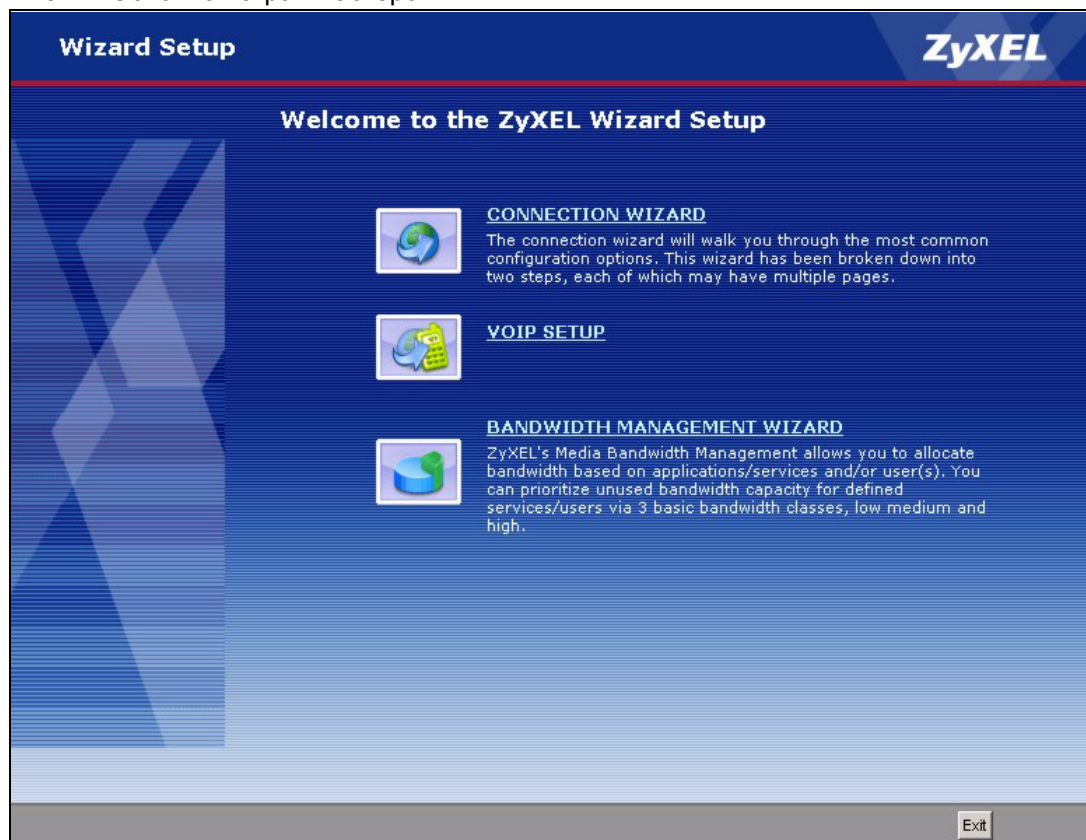 Wizard Setup
ZyXEL
Welcome to the ZyXEL Wizard Setup
CONNECTION WIZARD
The connection wizard will walk you through the most common
configuration options. This wizard has been broken down into
two steps, each of which may have multiple pages.
VOIP SETUP
BANDWIDTH MANAGEMENT WIZARD
ZyXEL's Media Bandwidth Management allows you to allocate
bandwidth based on applications/services and/or user(s). You
can prioritize unused bandwidth capacity for defined
services/users via 3 basic bandwidth classes, low medium and
high.
Exit